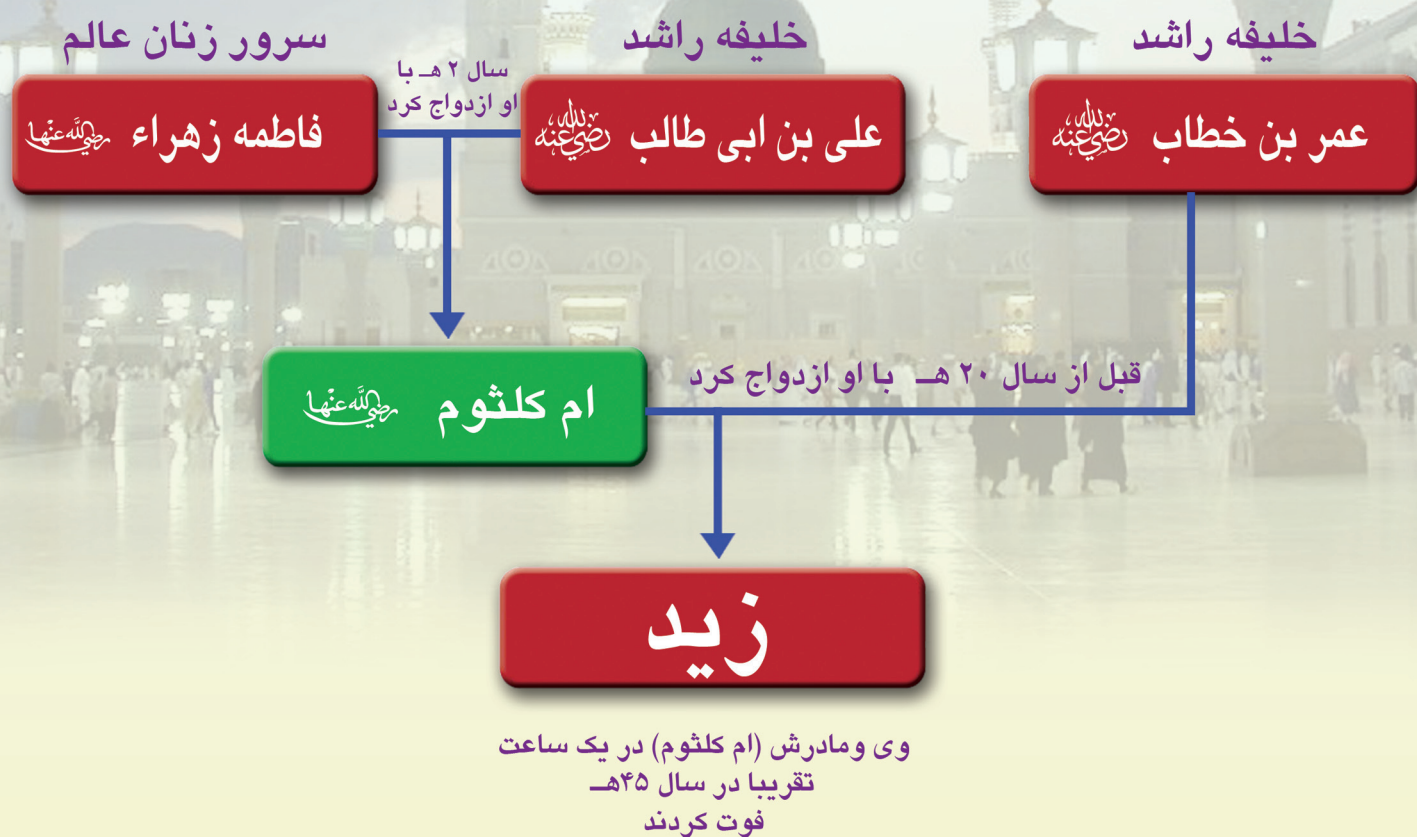 خلیفه راشد
خلیفه راشد
سرور زنان عالم
عمر بن خطاب رضي الله عنه
علی بن ابی طالب رضي الله عنه
سال ۲ هـ با
او ازدواج کرد
فاطمه زهراء رضي الله عنها
ام کلثوم رضي الله عنها
قبل از سال ۲۰ هـ با او ازدواج کرد
زید
وی ومادرش (ام کلثوم) در یک ساعت
تقریبا در سال ۴۵هـ
فوت کردند